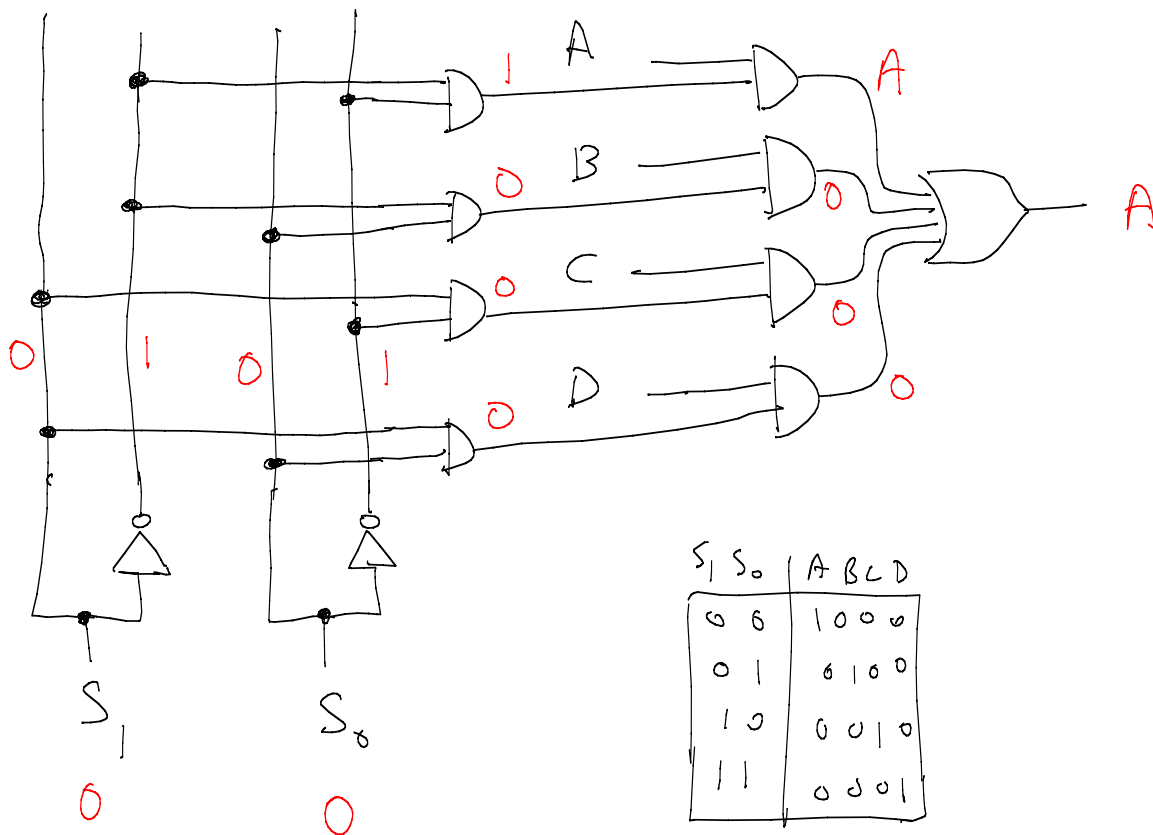 1 A A
0 B 0 A
0 C 0
0 1 0 1
0 D 0
S1 S0
0 0
S1 S0 A B C D
0 0 1 0 0 0
0 1 0 1 0 0
1 0 0 0 1 0
1 1 0 0 0 1